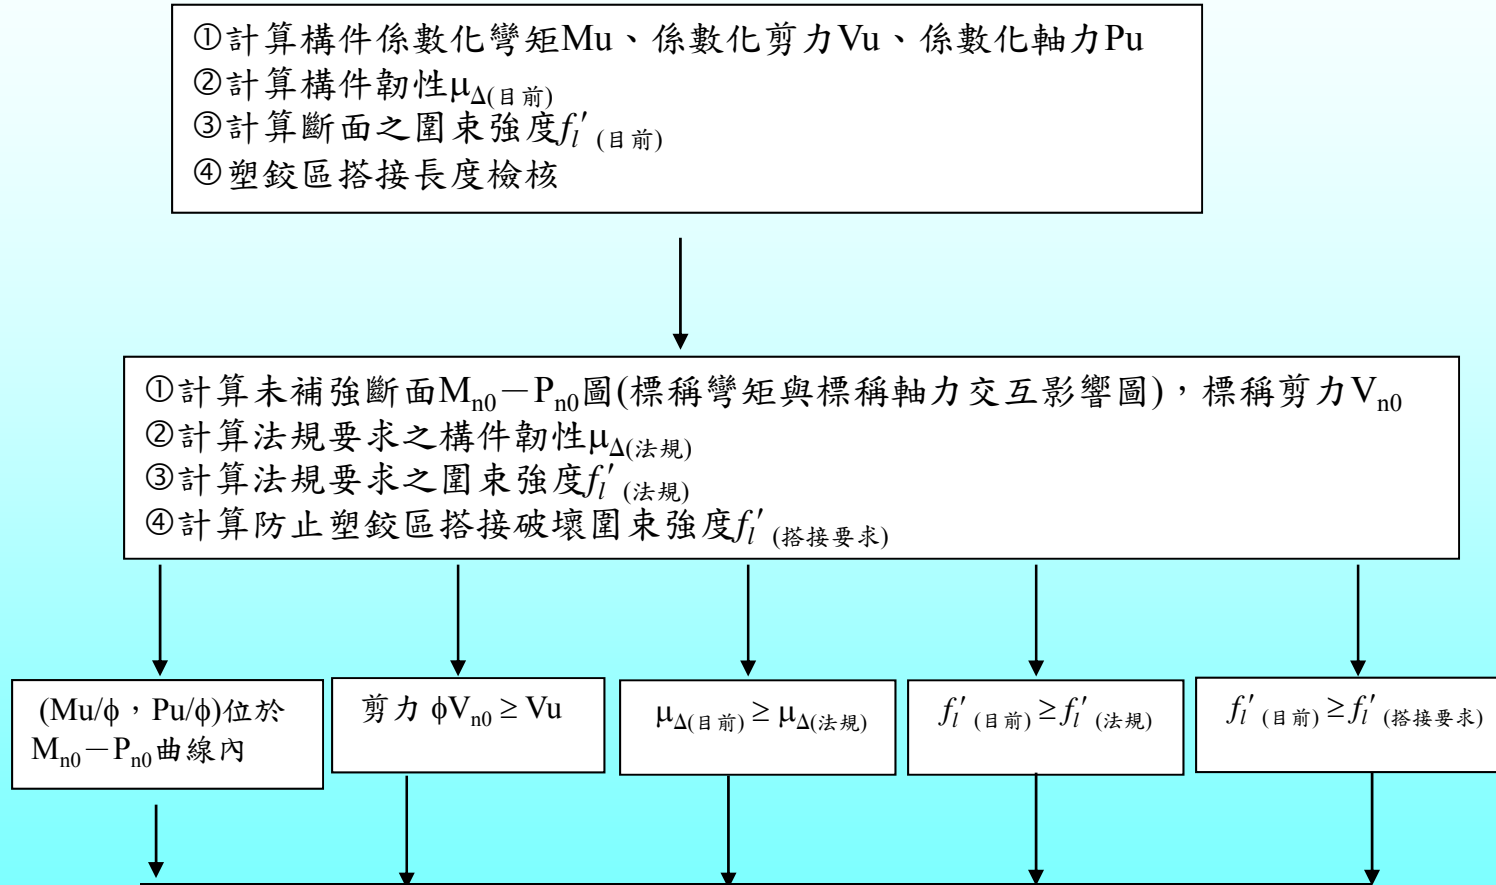 ①計算構件係數化彎矩Mu、係數化剪力Vu、係數化軸力Pu
②計算構件韌性μΔ(目前)
③計算斷面之圍束強度fl′ (目前)
④塑鉸區搭接長度檢核
①計算未補強斷面Mn0－Pn0圖(標稱彎矩與標稱軸力交互影響圖)，標稱剪力Vn0
②計算法規要求之構件韌性μΔ(法規)
③計算法規要求之圍束強度fl′ (法規)
④計算防止塑鉸區搭接破壞圍束強度fl′ (搭接要求)
(Mu/ϕ，Pu/ϕ)位於
Mn0－Pn0曲線內
剪力 ϕVn0 ≥ Vu
μΔ(目前) ≥ μΔ(法規)
fl′ (目前) ≥ fl′ (法規)
fl′ (目前) ≥ fl′ (搭接要求)